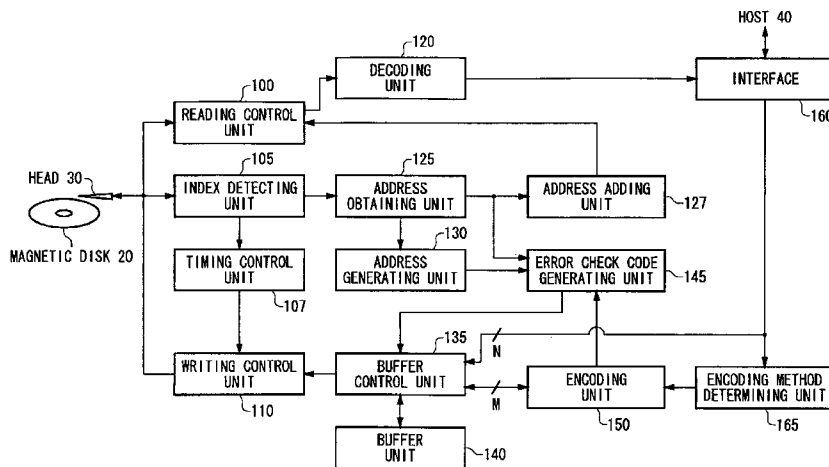 HOST 40
120
DECODING
UNIT
INTERFACE
160
100
READING CONTROL
UNIT
105
INDEX DETECTING
UNIT
125
ADDRESS
OBTAINING UNIT
ADDRESS ADDING
UNIT
127
HEAD 30
MAGNETIC DISK 20
TIMING CONTROL
UNIT
107
130
ADDRESS
GENERATING UNIT
ERROR CHECK CODE
GENERATING UNIT
145
135
N
WRITING CONTROL
UNIT
110
BUFFER
CONTROL UNIT
M
ENCODING
UNIT
150
ENCODING METHOD
DETERMINING UNIT
165
BUFFER
UNIT
140